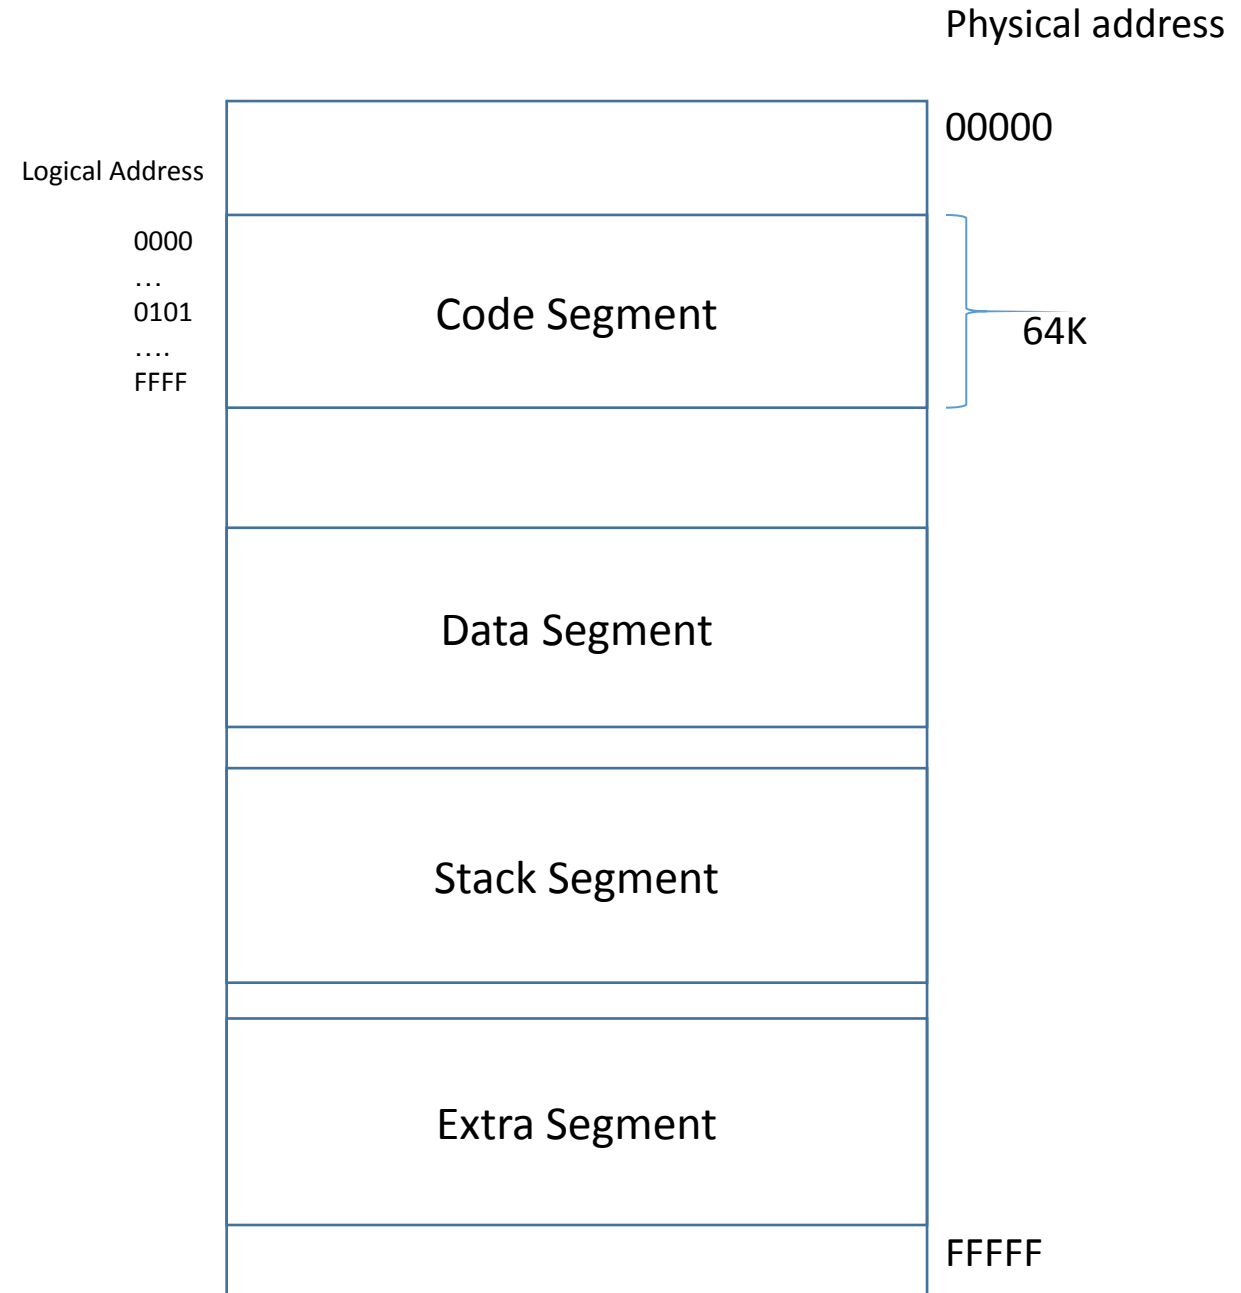 Physical address
00000
Logical Address
0000
…
0101
….
FFFF
Code Segment
64K
Data Segment
Stack Segment
Extra Segment
FFFFF